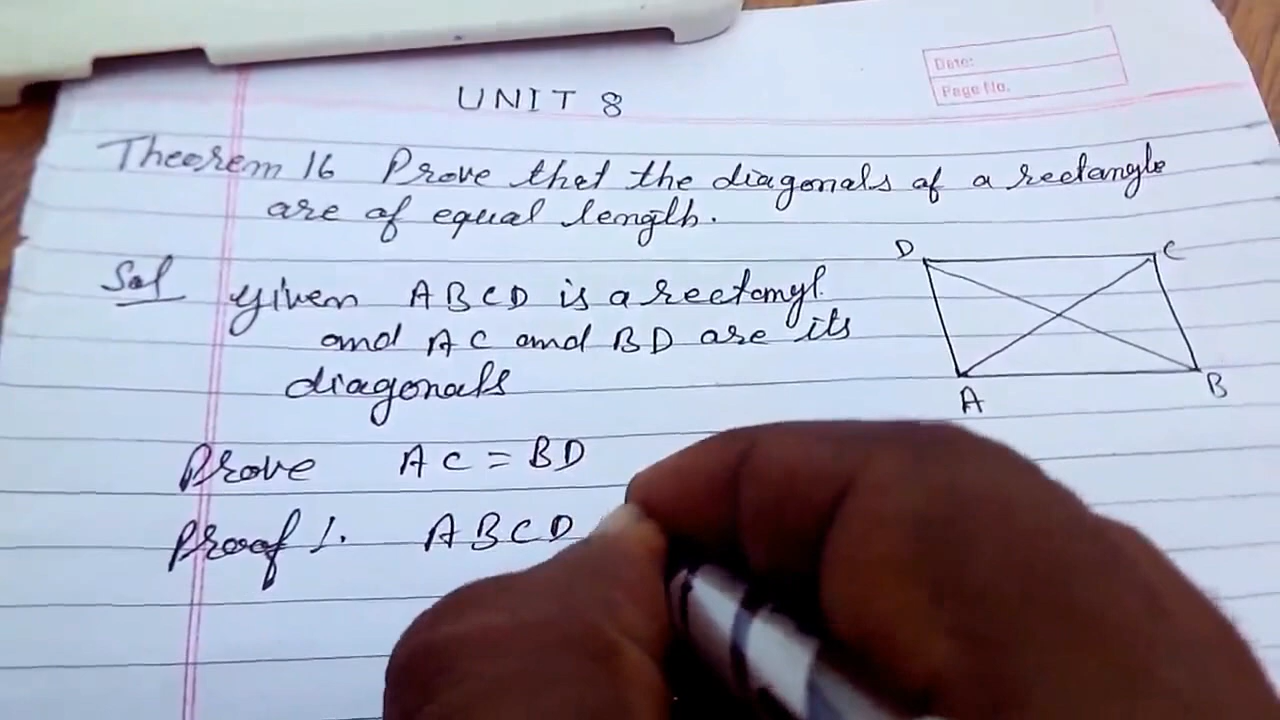 Date:
Page No.
UNIT 8
Theorem 16 Prove that the diagonals of a rectangle
are of equal length.
Sol Given ABCD is a rectangl.
and AC and BD are its
diagonals
D C
A B
Prove AC = BD
Proof 1. ABCD